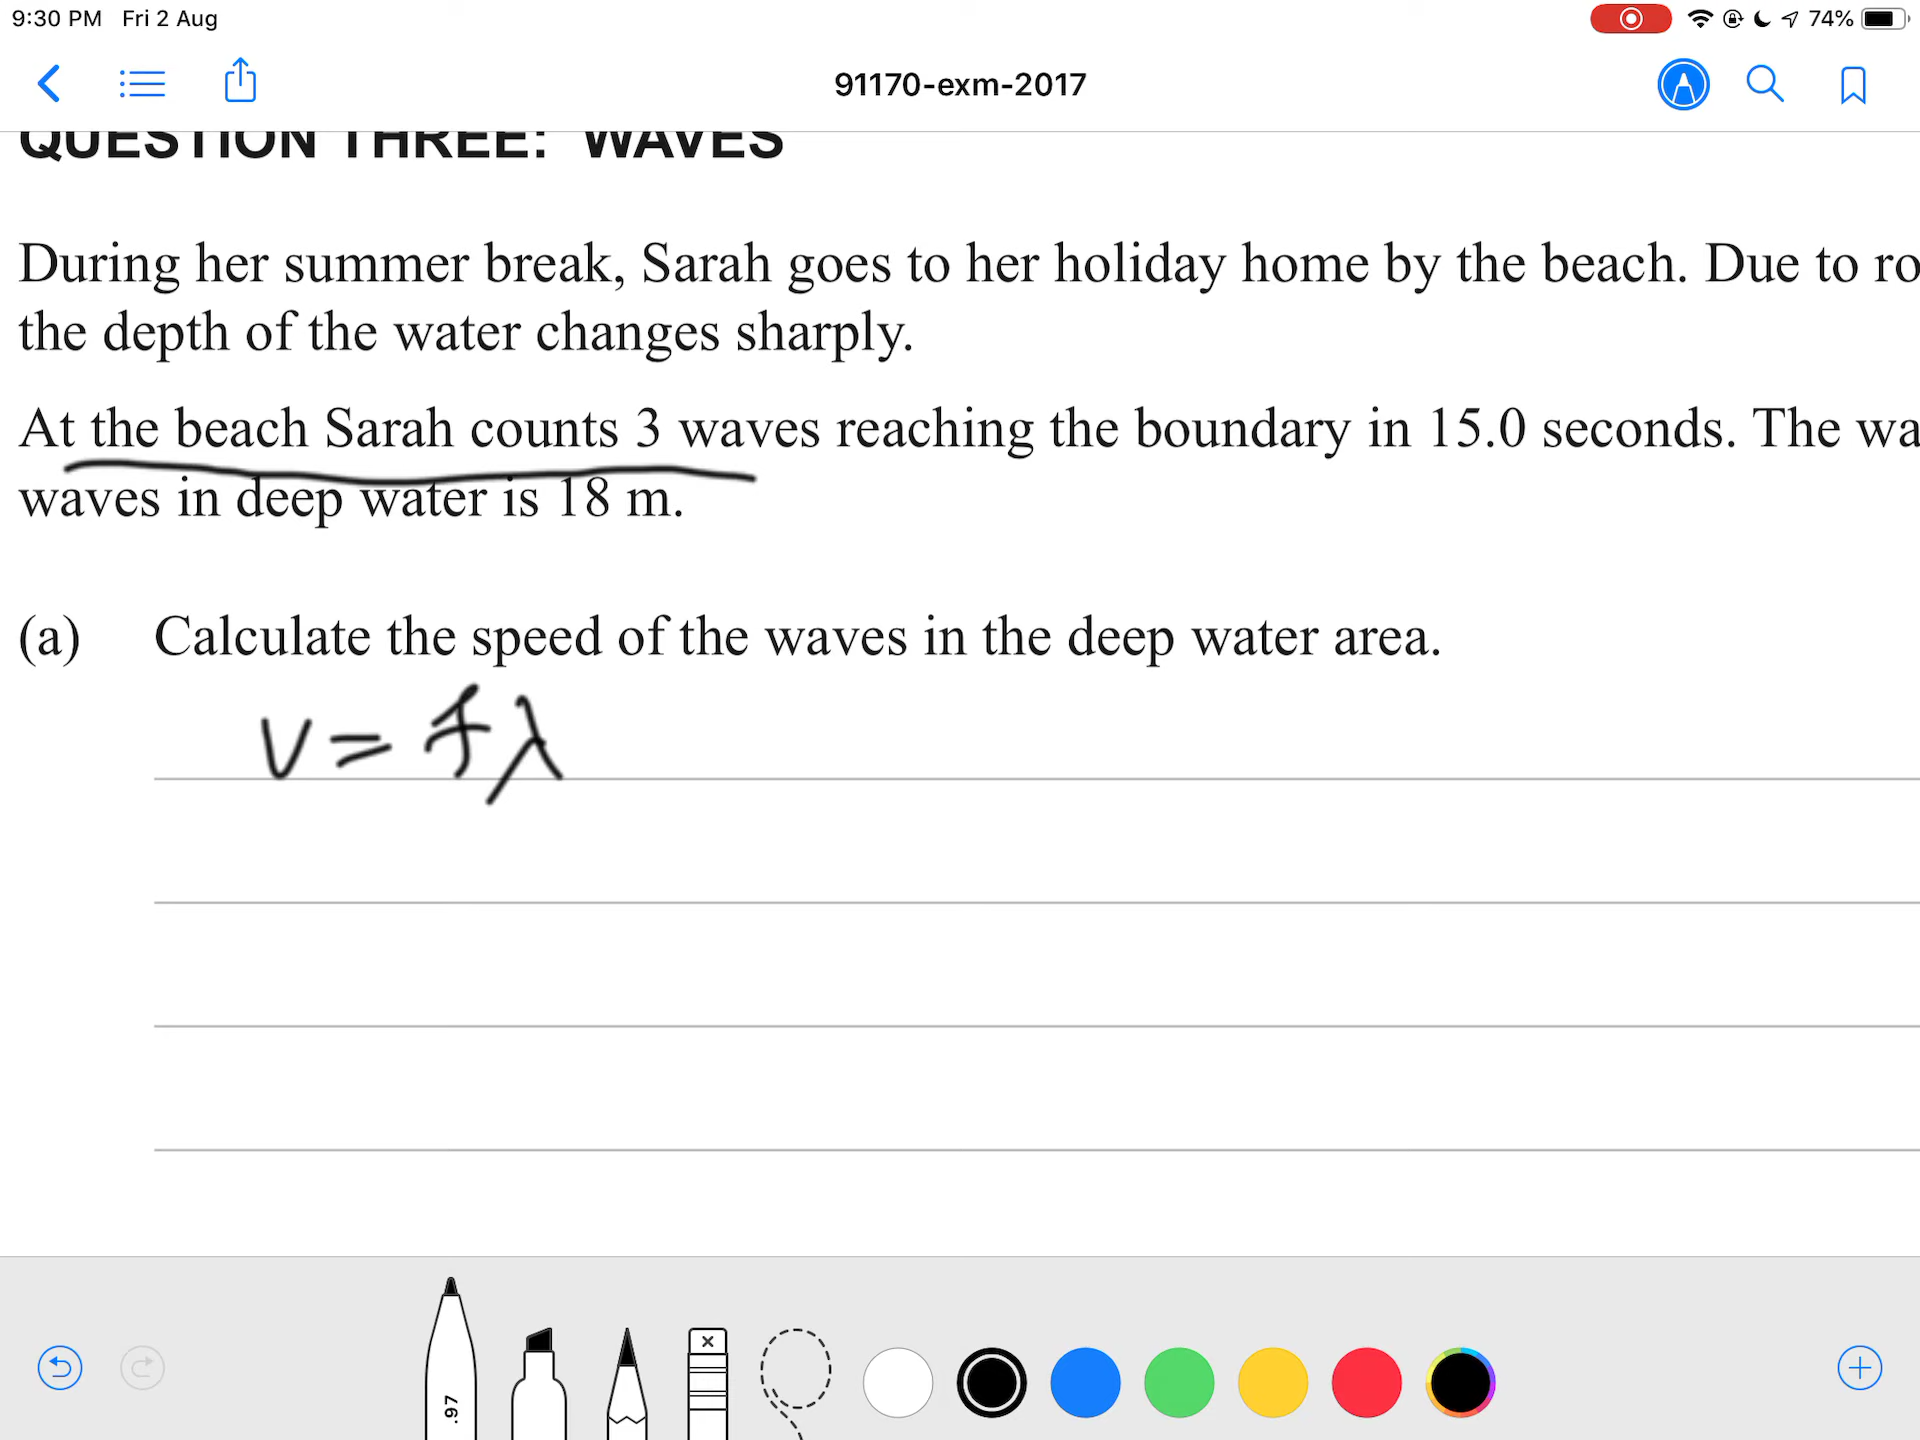 9:30 PM Fri 2 Aug 74%
91170-exm-2017
QUESTION THREE: WAVES
During her summer break, Sarah goes to her holiday home by the beach. Due to ro
the depth of the water changes sharply.
At the beach Sarah counts 3 waves reaching the boundary in 15.0 seconds. The wa
waves in deep water is 18 m.
(a) Calculate the speed of the waves in the deep water area.
v = fλ
.97